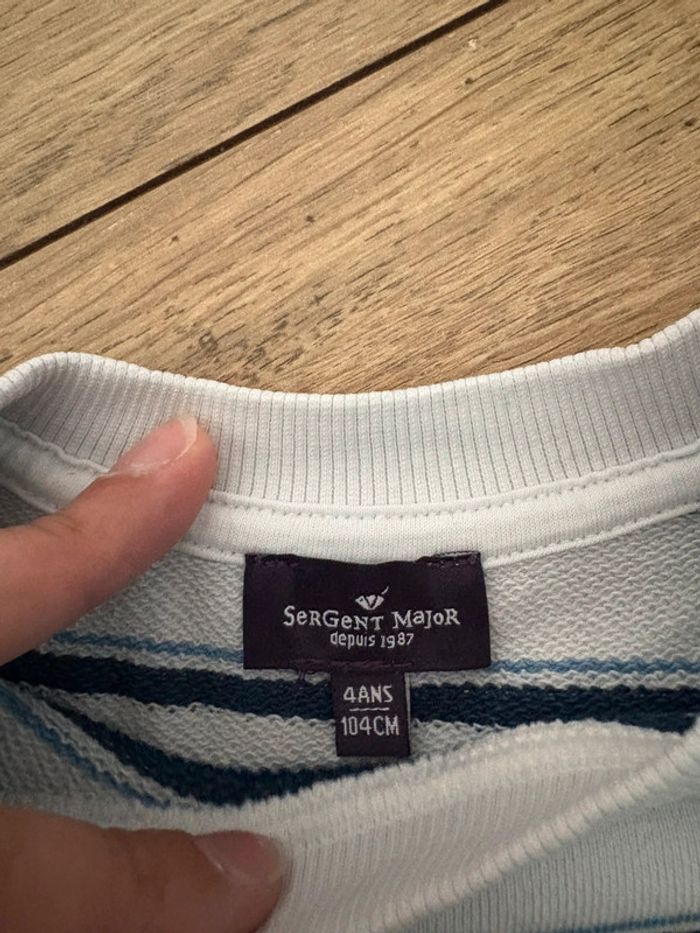 SerGent Major
depuis 1987
4ANS
104CM